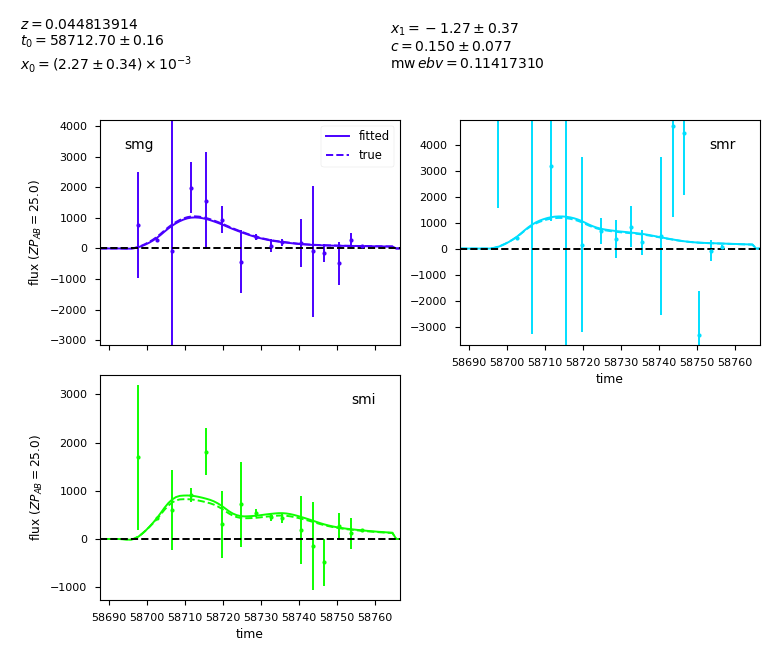 z = 0.044813914
t₀ = 58712.70 ± 0.16
x₀ = (2.27 ± 0.34) × 10⁻³
x₁ = −1.27 ± 0.37
c = 0.150 ± 0.077
mwebv = 0.11417310
4000
3000
2000
1000
0
−1000
−2000
−3000
flux (ZP_AB = 25.0)
smg
fitted
true
4000
3000
2000
1000
0
−1000
−2000
−3000
smr
58690 58700 58710 58720 58730 58740 58750 58760
time
3000
2000
1000
0
−1000
flux (ZP_AB = 25.0)
smi
58690 58700 58710 58720 58730 58740 58750 58760
time